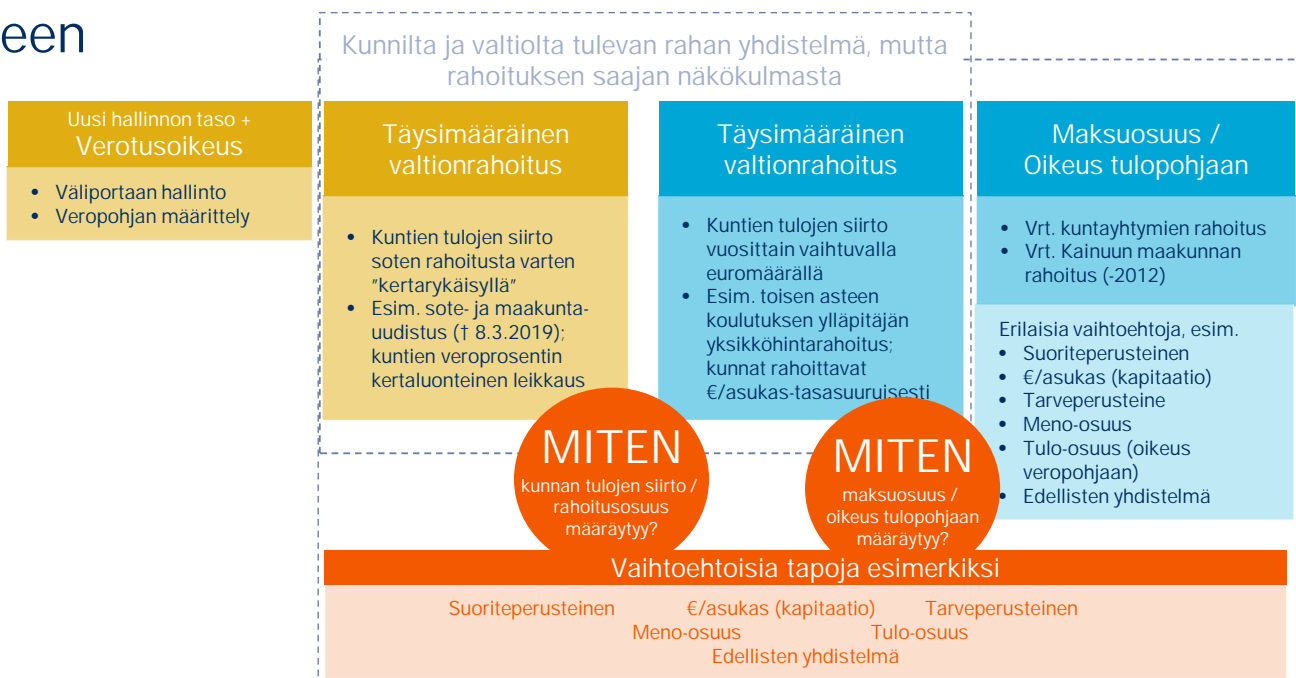 een
Kunnilta ja valtiolta tulevan rahan yhdistelmä, mutta
rahoituksen saajan näkökulmasta
Uusi hallinnon taso +
Verotusoikeus
• Väliportaan hallinto
• Veropohjan määrittely
Täysimääräinen
valtionrahoitus
• Kuntien tulojen siirto
soten rahoitusta varten
"kertarykäisyllä"
• Esim. sote- ja maakunta-
uudistus († 8.3.2019);
kuntien veroprosentin
kertaluonteinen leikkaus
Täysimääräinen
valtionrahoitus
• Kuntien tulojen siirto
vuosittain vaihtuvalla
euromäärällä
• Esim. toisen asteen
koulutuksen ylläpitäjän
yksikköhintarahoitus;
kunnat rahoittavat
€/asukas-tasasuuruisesti
Maksuosuus /
Oikeus tulopohjaan
• Vrt. kuntayhtymien rahoitus
• Vrt. Kainuun maakunnan
rahoitus (-2012)
Erilaisia vaihtoehtoja, esim.
• Suoriteperusteinen
• €/asukas (kapitaatio)
• Tarveperusteine
• Meno-osuus
• Tulo-osuus (oikeus
veropohjaan)
• Edellisten yhdistelmä
MITEN
kunnan tulojen siirto /
rahoitusosuus
määräytyy?
MITEN
maksuosuus /
oikeus tulopohjaan
määräytyy?
Vaihtoehtoisia tapoja esimerkiksi
Suoriteperusteinen €/asukas (kapitaatio) Tarveperusteinen
Meno-osuus Tulo-osuus
Edellisten yhdistelmä